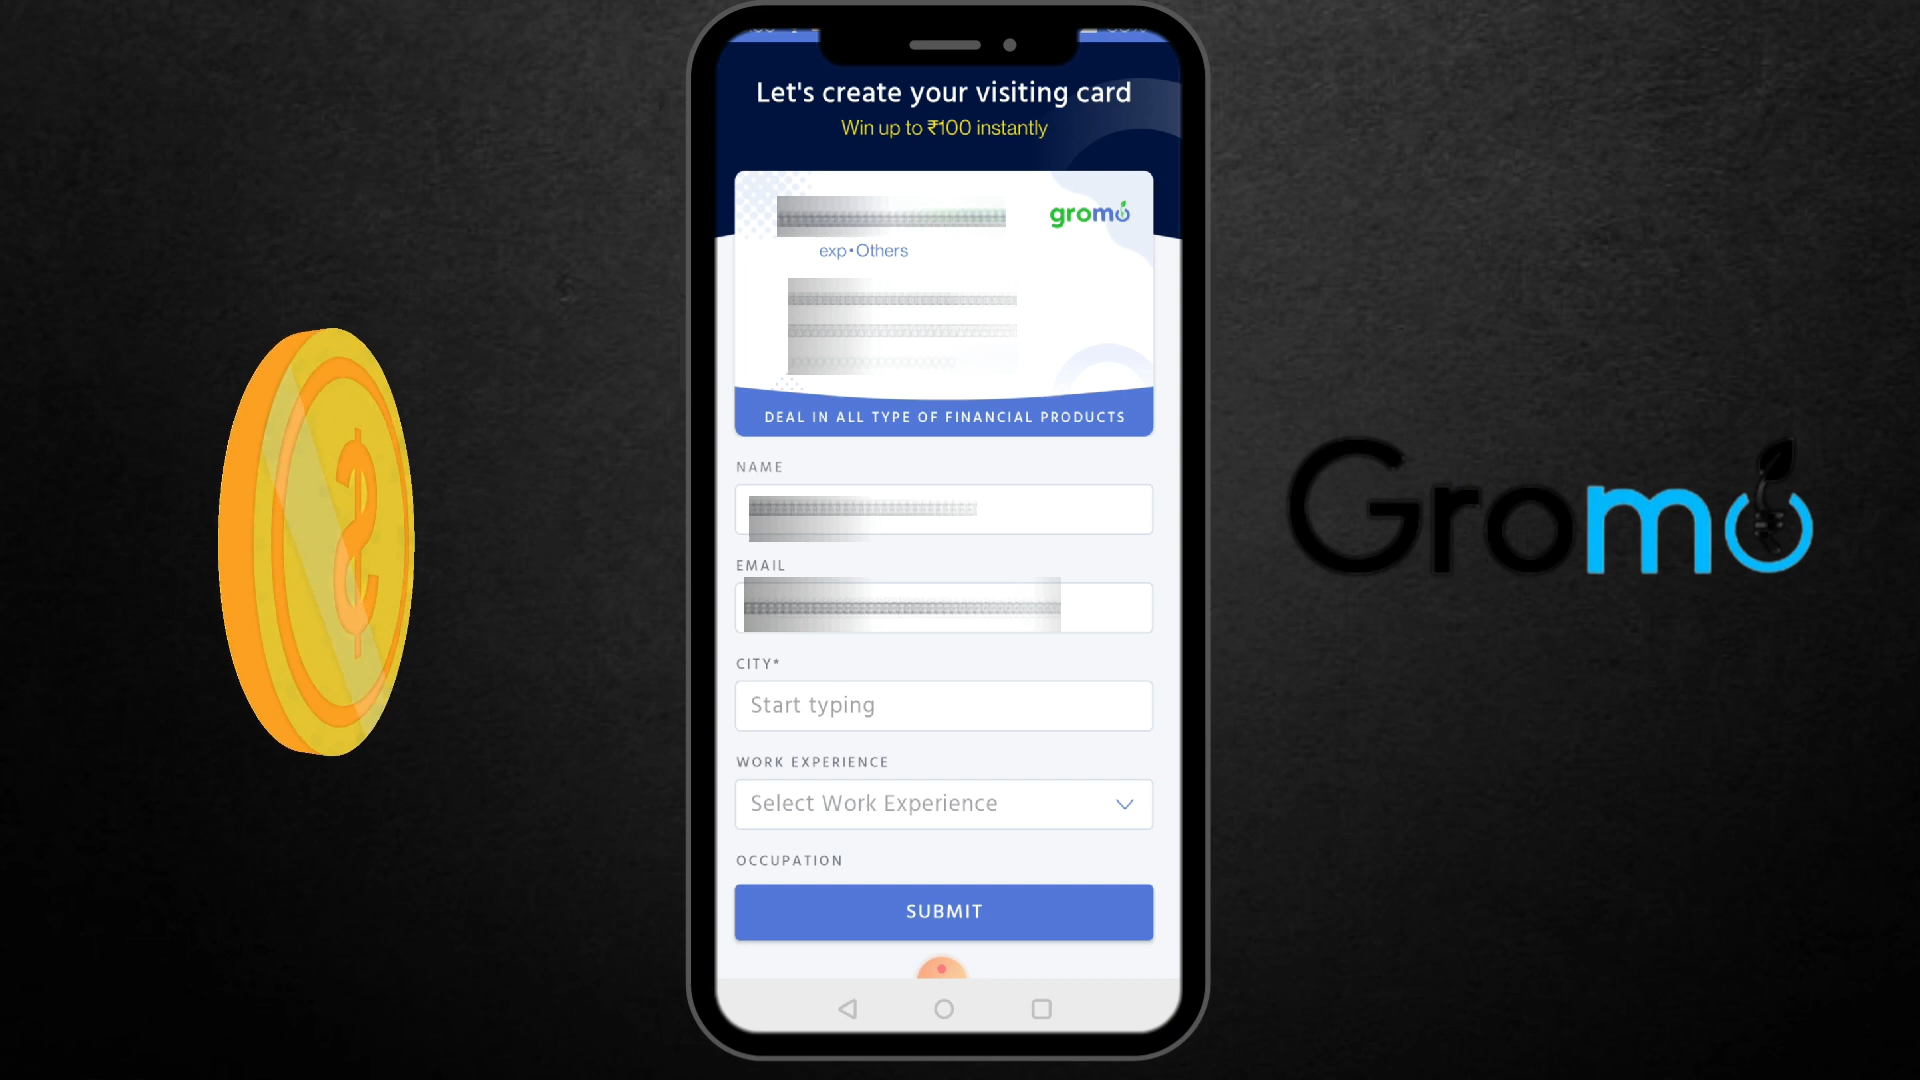 Let's create your visiting card
Win up to ₹100 instantly
gromo
exp•Others
DEAL IN ALL TYPE OF FINANCIAL PRODUCTS
NAME
EMAIL
CITY*
Start typing
WORK EXPERIENCE
Select Work Experience
OCCUPATION
SUBMIT
Gromo